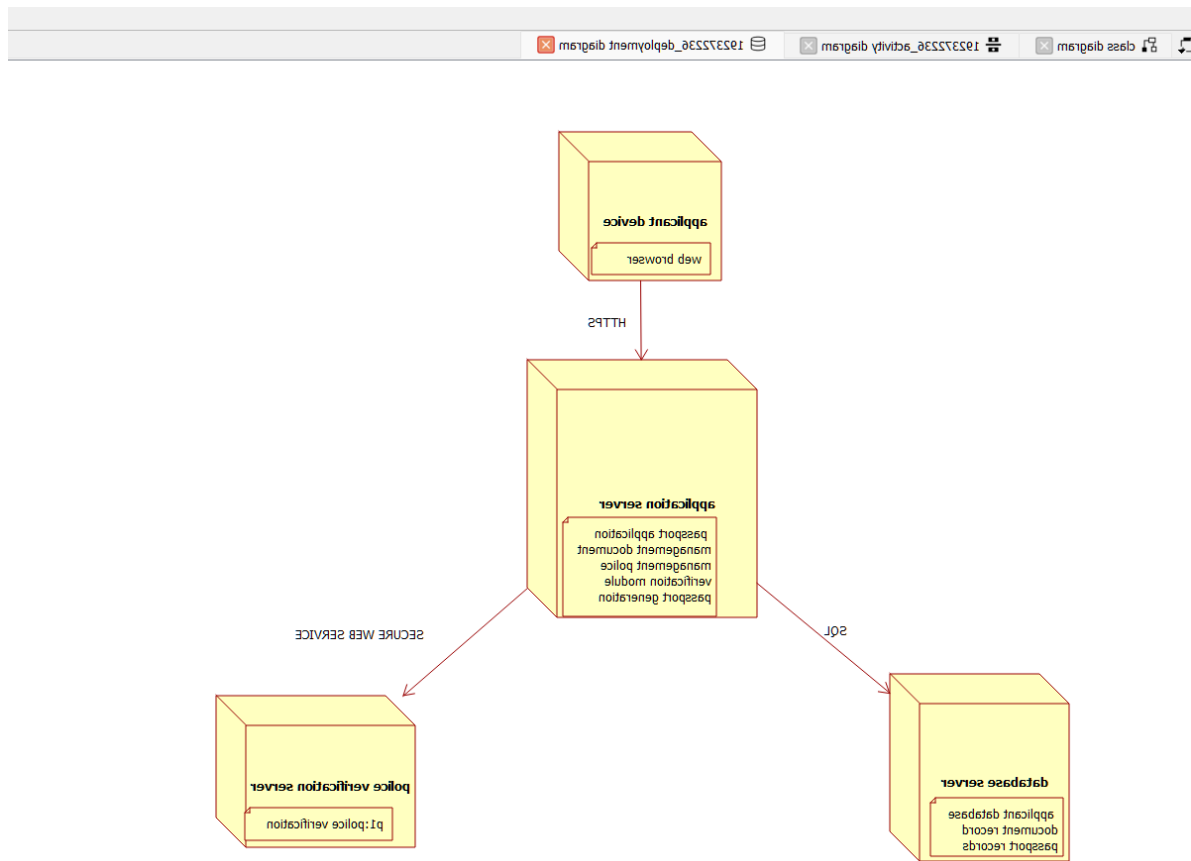 class diagram
192372236_activity diagram
192372236_deployment diagram
applicant device
web browser
HTTPS
application server
passport application
management document
management police
verification module
passport generation
SQL
SECURE WEB SERVICE
database server
applicant database
document record
passport records
police verification server
p1:police verification